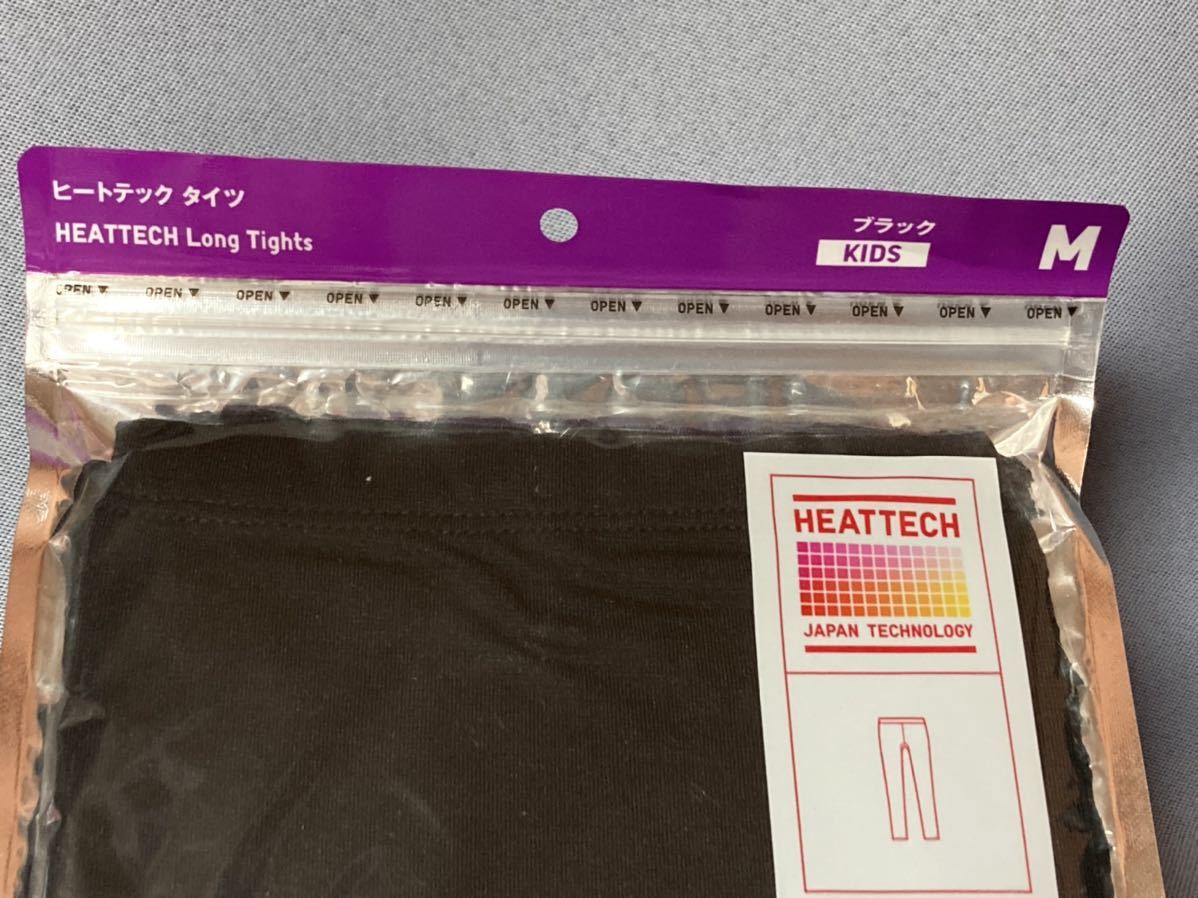 ヒートテック タイツ
HEATTECH Long Tights
ブラック
KIDS
M
OPEN ▼ OPEN ▼ OPEN ▼ OPEN ▼ OPEN ▼ OPEN ▼ OPEN ▼ OPEN ▼ OPEN ▼ OPEN ▼ OPEN ▼ OPEN ▼
HEATTECH
JAPAN TECHNOLOGY